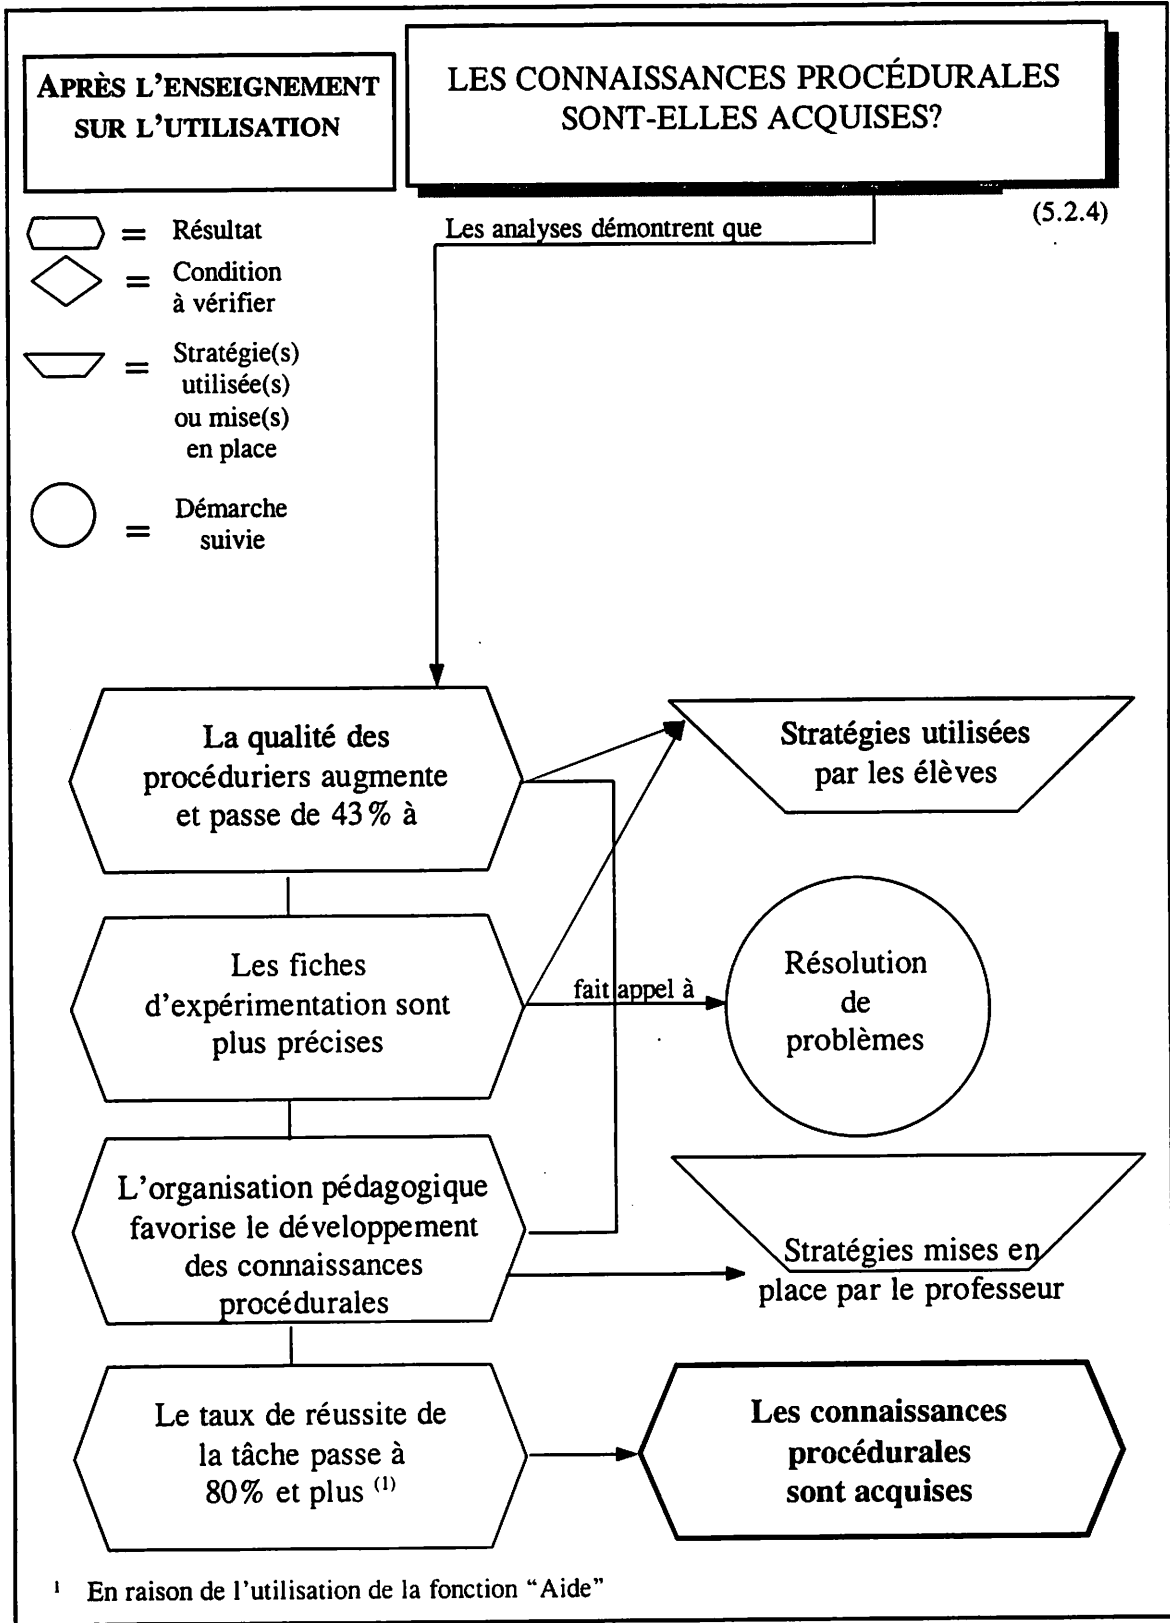 APRÈS L'ENSEIGNEMENT
SUR L'UTILISATION
LES CONNAISSANCES PROCÉDURALES
SONT-ELLES ACQUISES?
(5.2.4)
Les analyses démontrent que
= Résultat
= Condition
à vérifier
= Stratégie(s)
utilisée(s)
ou mise(s)
en place
= Démarche
suivie
La qualité des
procéduriers augmente
et passe de 43% à
Stratégies utilisées
par les élèves
Les fiches
d'expérimentation sont
plus précises
fait appel à
Résolution
de
problèmes
L'organisation pédagogique
favorise le développement
des connaissances
procédurales
Stratégies mises en
place par le professeur
Le taux de réussite de
la tâche passe à
80% et plus (1)
Les connaissances
procédurales
sont acquises
1 En raison de l'utilisation de la fonction "Aide"